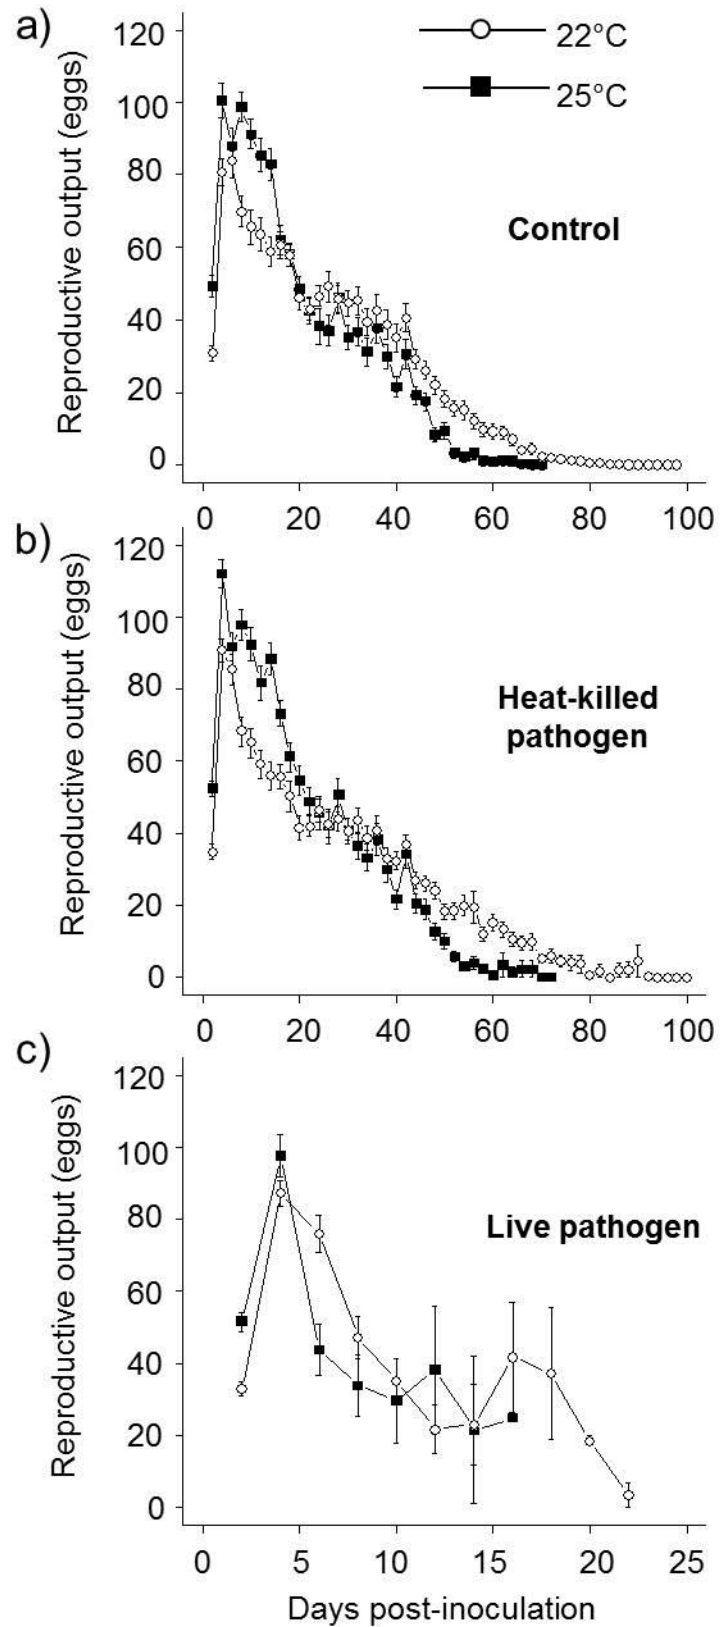 a)
22°C
25°C
Control
Reproductive output (eggs)
120
100
80
60
40
20
0
0 20 40 60 80 100
b)
Heat-killed
pathogen
Reproductive output (eggs)
120
100
80
60
40
20
0
0 20 40 60 80 100
c)
Live pathogen
Reproductive output (eggs)
120
100
80
60
40
20
0
0 5 10 15 20 25
Days post-inoculation